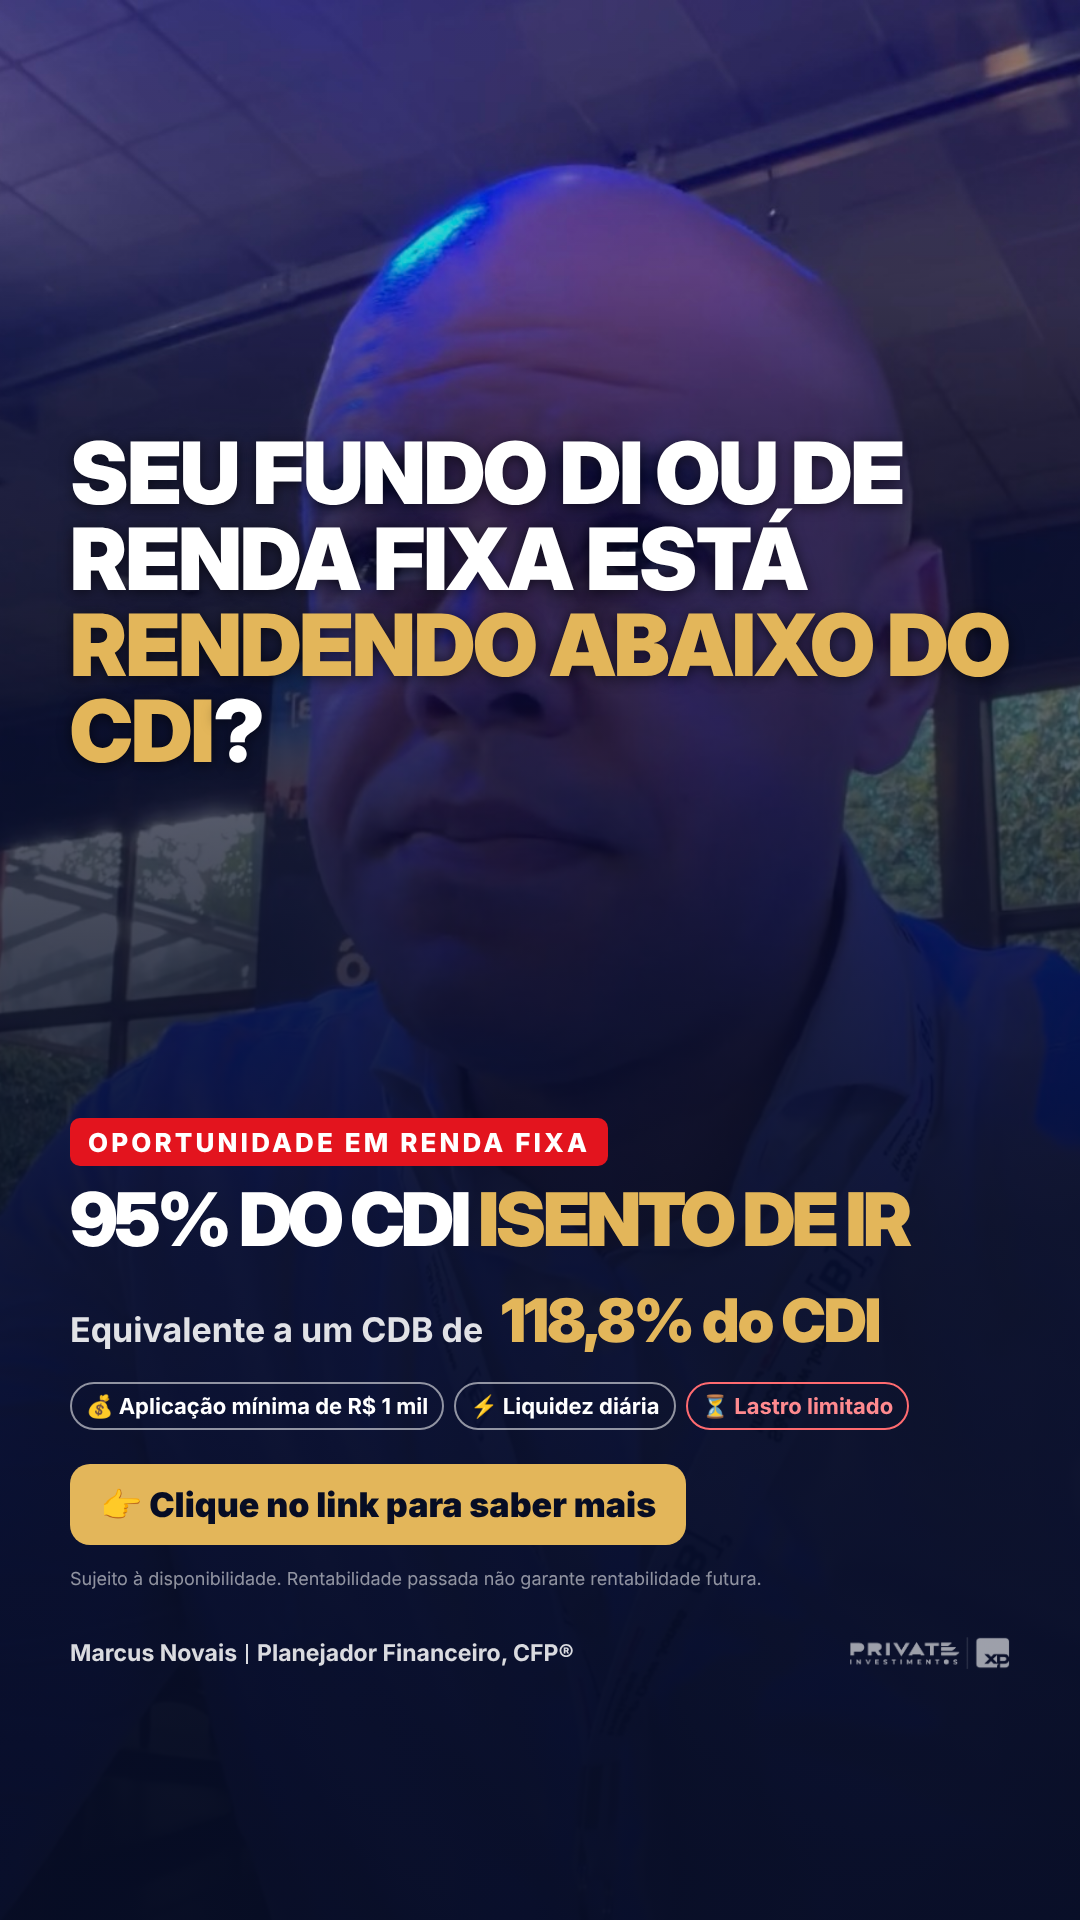 SEU FUNDO DI OU DE
RENDA FIXA ESTÁ
RENDENDO ABAIXO DO
CDI?
Ó
OPORTUNIDADE EM RENDA FIXA
95% DO CDI ISENTO DE IR
[B]
Equivalente a um CDB de 118,8% do CDI
💰 Aplicação mínima de R$ 1 mil
⚡ Liquidez diária
⏳ Lastro limitado
👉 Clique no link para saber mais
Sujeito à disponibilidade. Rentabilidade passada não garante rentabilidade futura.
Marcus Novais | Planejador Financeiro, CFP®
PRIVATE
INVESTIMENTOS
XP